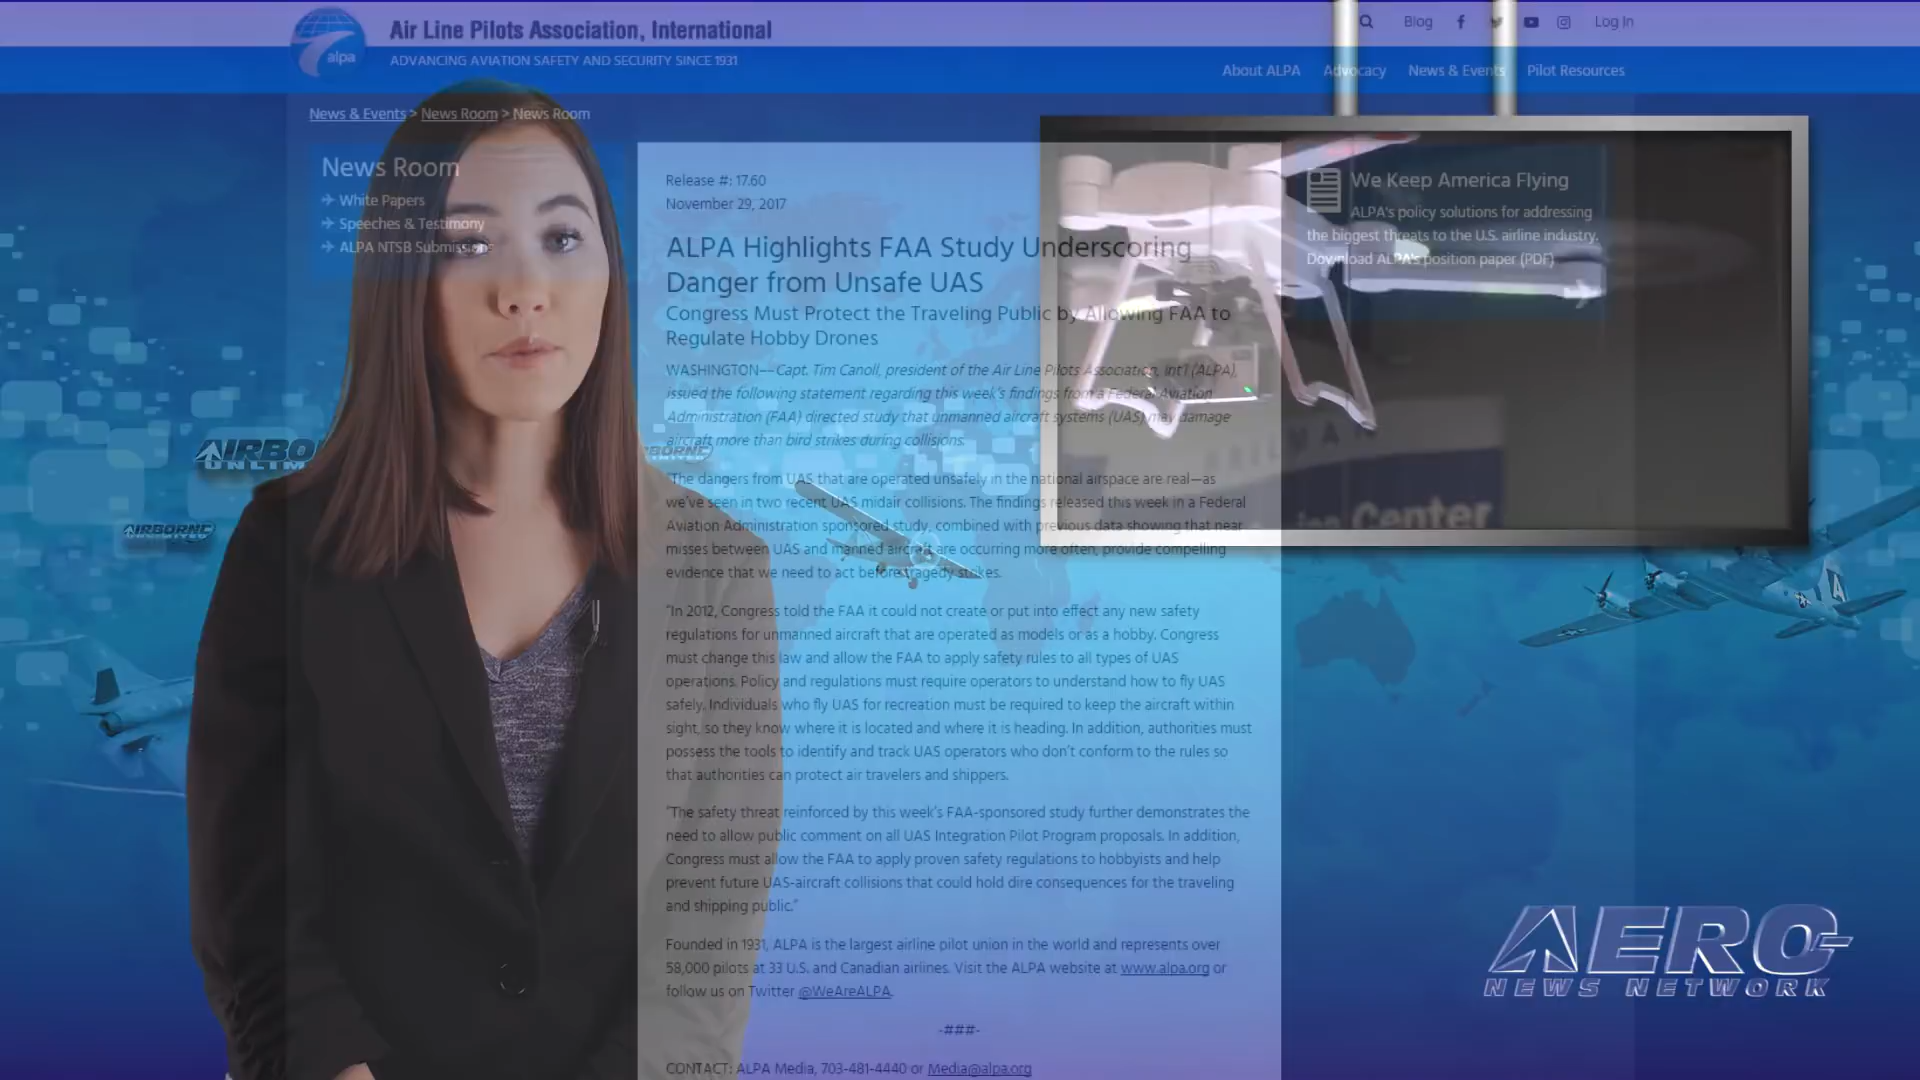 Air Line Pilots Association, International
ADVANCING AVIATION SAFETY AND SECURITY SINCE 1931
alpa
Blog
Log In
About ALPA
Advocacy
News & Events
Pilot Resources
News & Events > News Room > News Room
News Room
White Papers
Speeches & Testimony
ALPA NTSB Submissions
Release #: 17.60
November 29, 2017
ALPA Highlights FAA Study Underscoring
Danger from Unsafe UAS
Congress Must Protect the Traveling Public by Allowing FAA to
Regulate Hobby Drones
WASHINGTON––Capt. Tim Canoll, president of the Air Line Pilots Association, Int'l (ALPA),
issued the following statement regarding this week's findings from a Federal Aviation
Administration (FAA) directed study that unmanned aircraft systems (UAS) may damage
aircraft more than bird strikes during collisions.
"The dangers from UAS that are operated unsafely in the national airspace are real—as
we've seen in two recent UAS midair collisions. The findings released this week in a Federal
Aviation Administration sponsored study, combined with previous data showing that near
misses between UAS and manned aircraft are occurring more often, provide compelling
evidence that we need to act before tragedy strikes.
"In 2012, Congress told the FAA it could not create or put into effect any new safety
regulations for unmanned aircraft that are operated as models or as a hobby. Congress
must change this law and allow the FAA to apply safety rules to all types of UAS
operations. Policy and regulations must require operators to understand how to fly UAS
safely. Individuals who fly UAS for recreation must be required to keep the aircraft within
sight, so they know where it is located and where it is heading. In addition, authorities must
possess the tools to identify and track UAS operators who don't conform to the rules so
that authorities can protect air travelers and shippers.
"The safety threat reinforced by this week's FAA-sponsored study further demonstrates the
need to allow public comment on all UAS Integration Pilot Program proposals. In addition,
Congress must allow the FAA to apply proven safety regulations to hobbyists and help
prevent future UAS-aircraft collisions that could hold dire consequences for the traveling
and shipping public."
Founded in 1931, ALPA is the largest airline pilot union in the world and represents over
58,000 pilots at 33 U.S. and Canadian airlines. Visit the ALPA website at www.alpa.org or
follow us on Twitter @WeAreALPA.
-###-
CONTACT: ALPA Media, 703-481-4440 or Media@alpa.org
We Keep America Flying
ALPA's policy solutions for addressing
the biggest threats to the U.S. airline industry.
Download ALPA's position paper (PDF)
Center
AIRBO
UNLIM
AIRBORNE
UNLIMITED
AERO
NEWS NETWORK